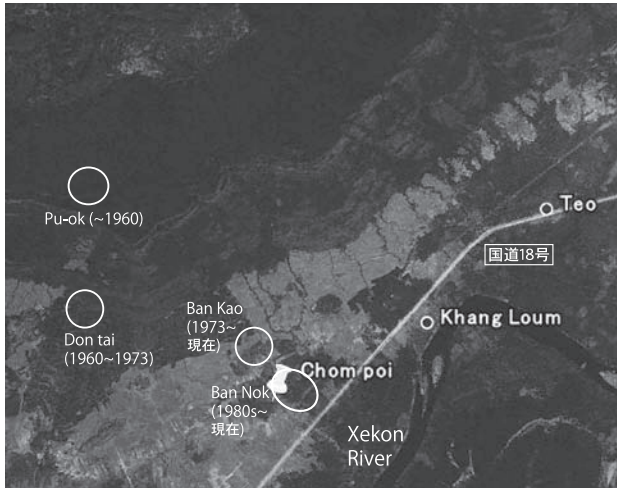 Pu-ok (~1960)
Teo
国道18号
Don tai
(1960~1973)
Ban Kao
(1973~
現在)
Khang Loum
Chom poi
Ban Nok
(1980s~
現在)
Xekon
River